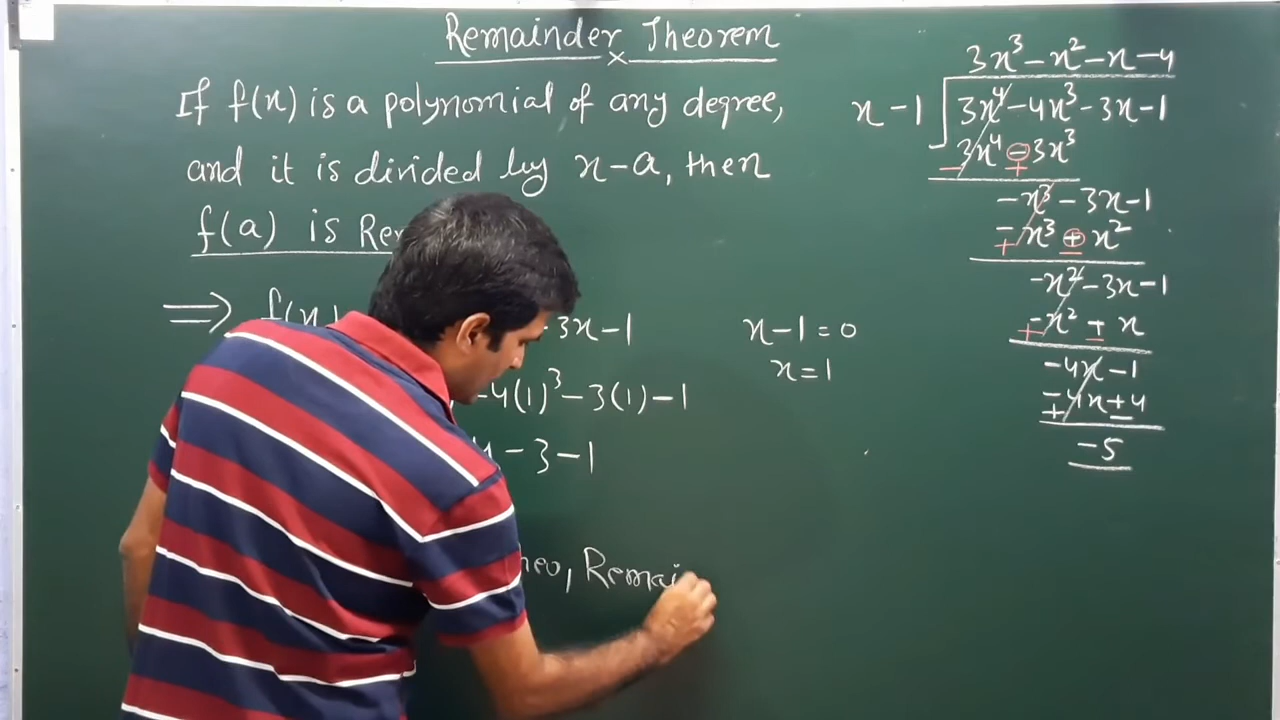 Remainder Theorem
×
If f(x) is a polynomial of any degree,
and it is divided by x-a, then
f(a) is
⇒ f(x) - 3x-1
-4(1)³-3(1)-1
-3-1
Remai
x-1=0
x=1
3x³-x²-x-4
x-1 3x⁴-4x³-3x-1
3x⁴ - 3x³
- +
-x³-3x-1
-x³ + x²
+ -
-x²-3x-1
-x² + x
+ -
-4x-1
-4x+4
+ -
-5